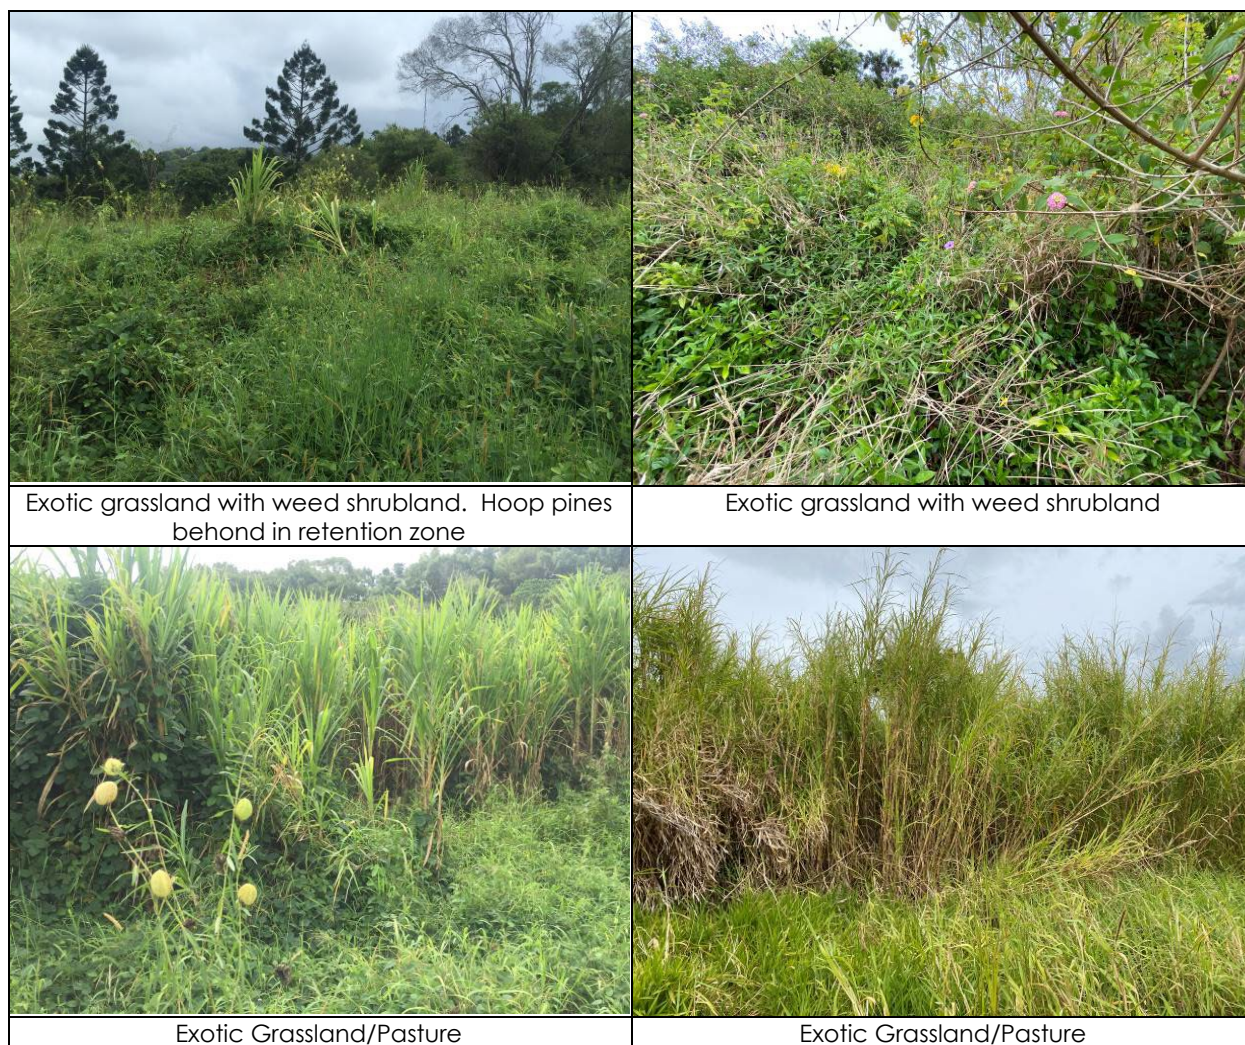 Exotic grassland with weed shrubland.  Hoop pines
behond in retention zone
Exotic grassland with weed shrubland
Exotic Grassland/Pasture
Exotic Grassland/Pasture